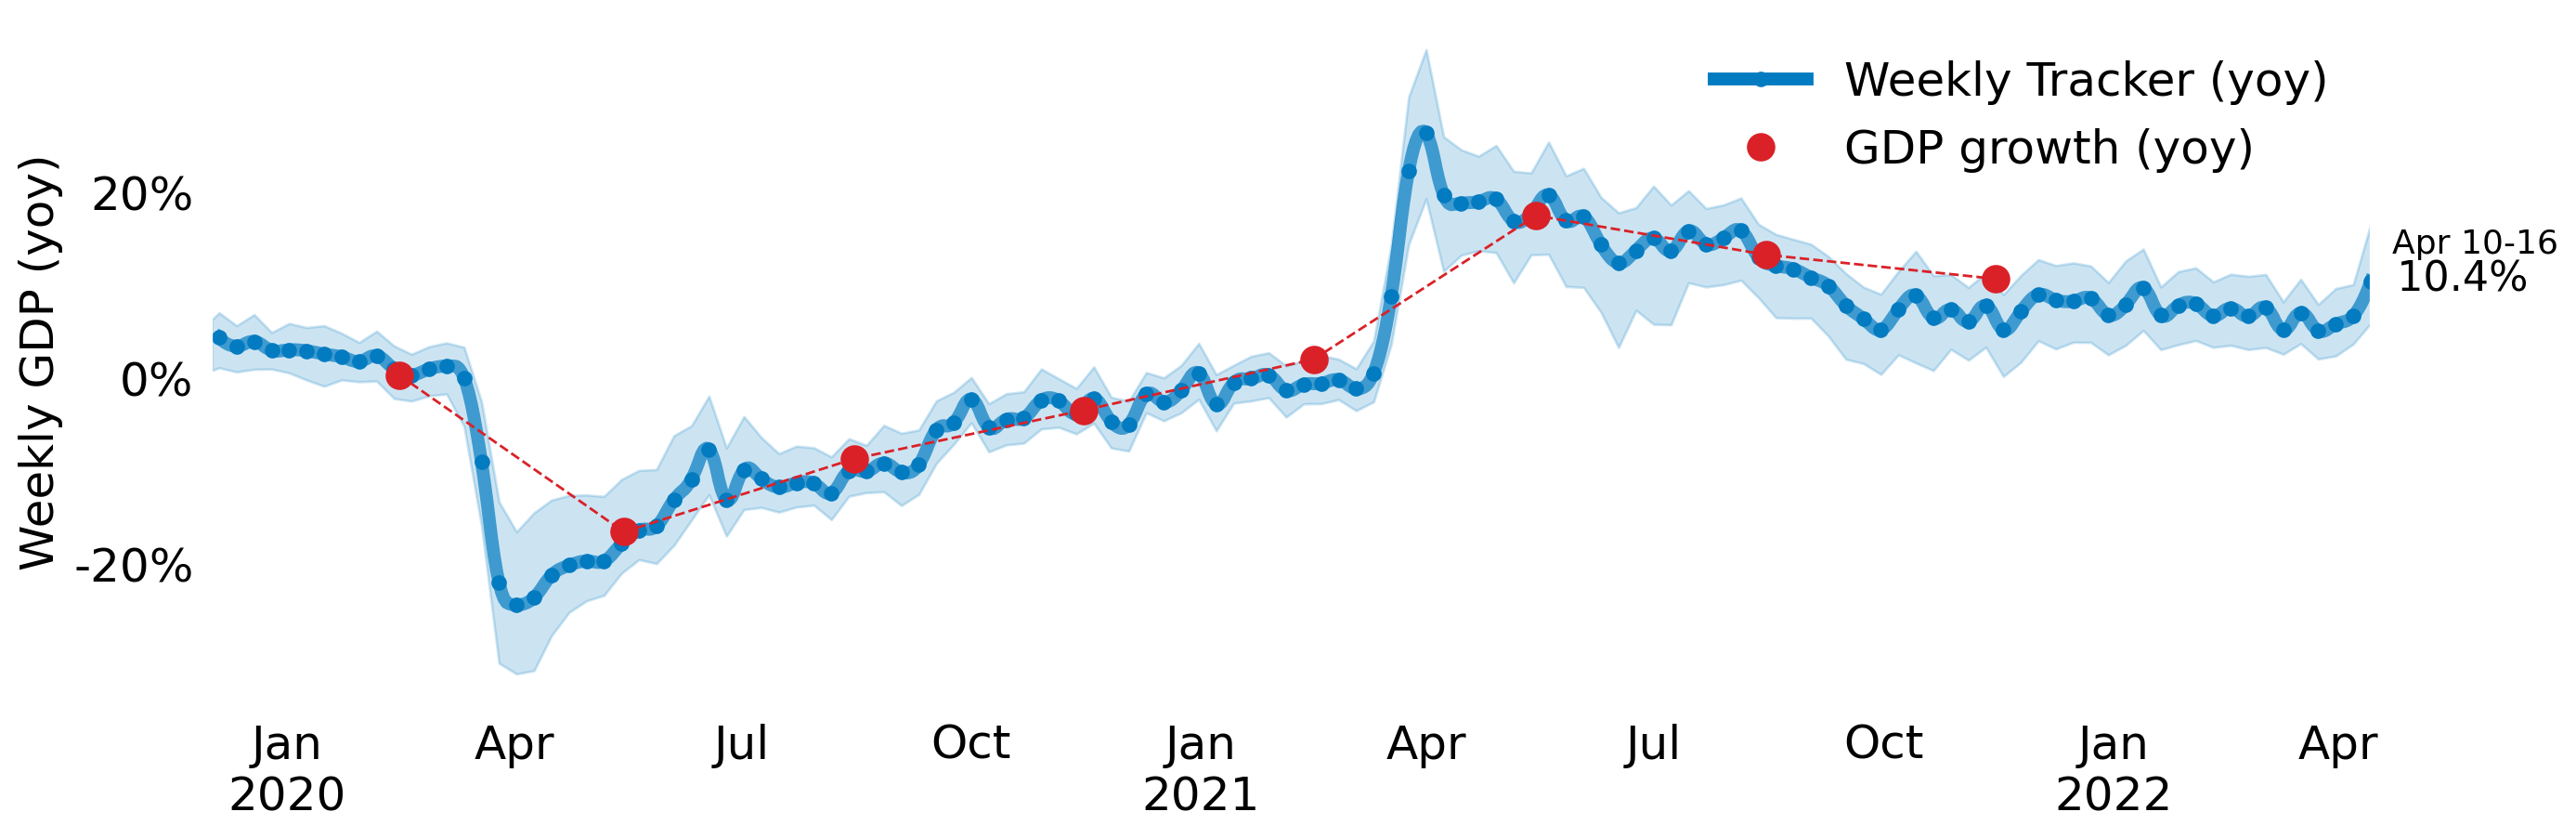 Weekly Tracker (yoy)
GDP growth (yoy)
Weekly GDP (yoy)
20%
0%
-20%
Apr 10-16
10.4%
Jan Apr Jul Oct Jan Apr Jul Oct Jan Apr
2020 2021 2022